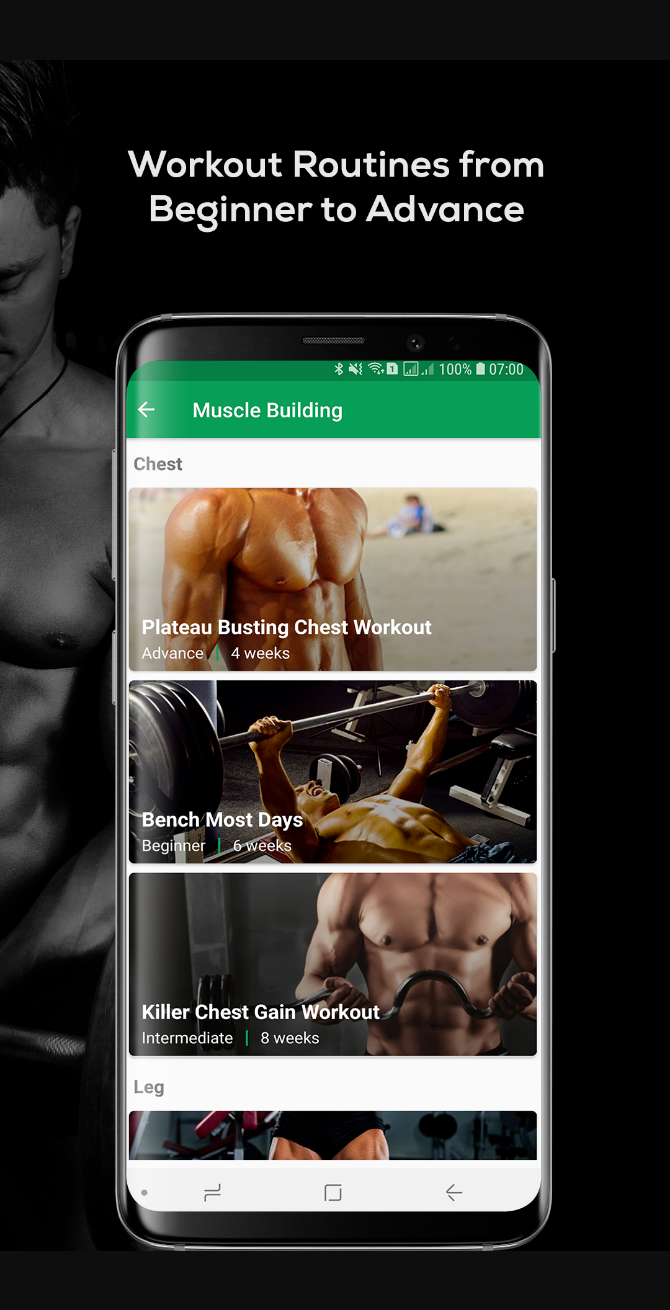 Workout Routines from
Beginner to Advance
1 100% 07:00
Muscle Building
Chest
Plateau Busting Chest Workout
Advance | 4 weeks
Bench Most Days
Beginner | 6 weeks
Killer Chest Gain Workout
Intermediate | 8 weeks
Leg